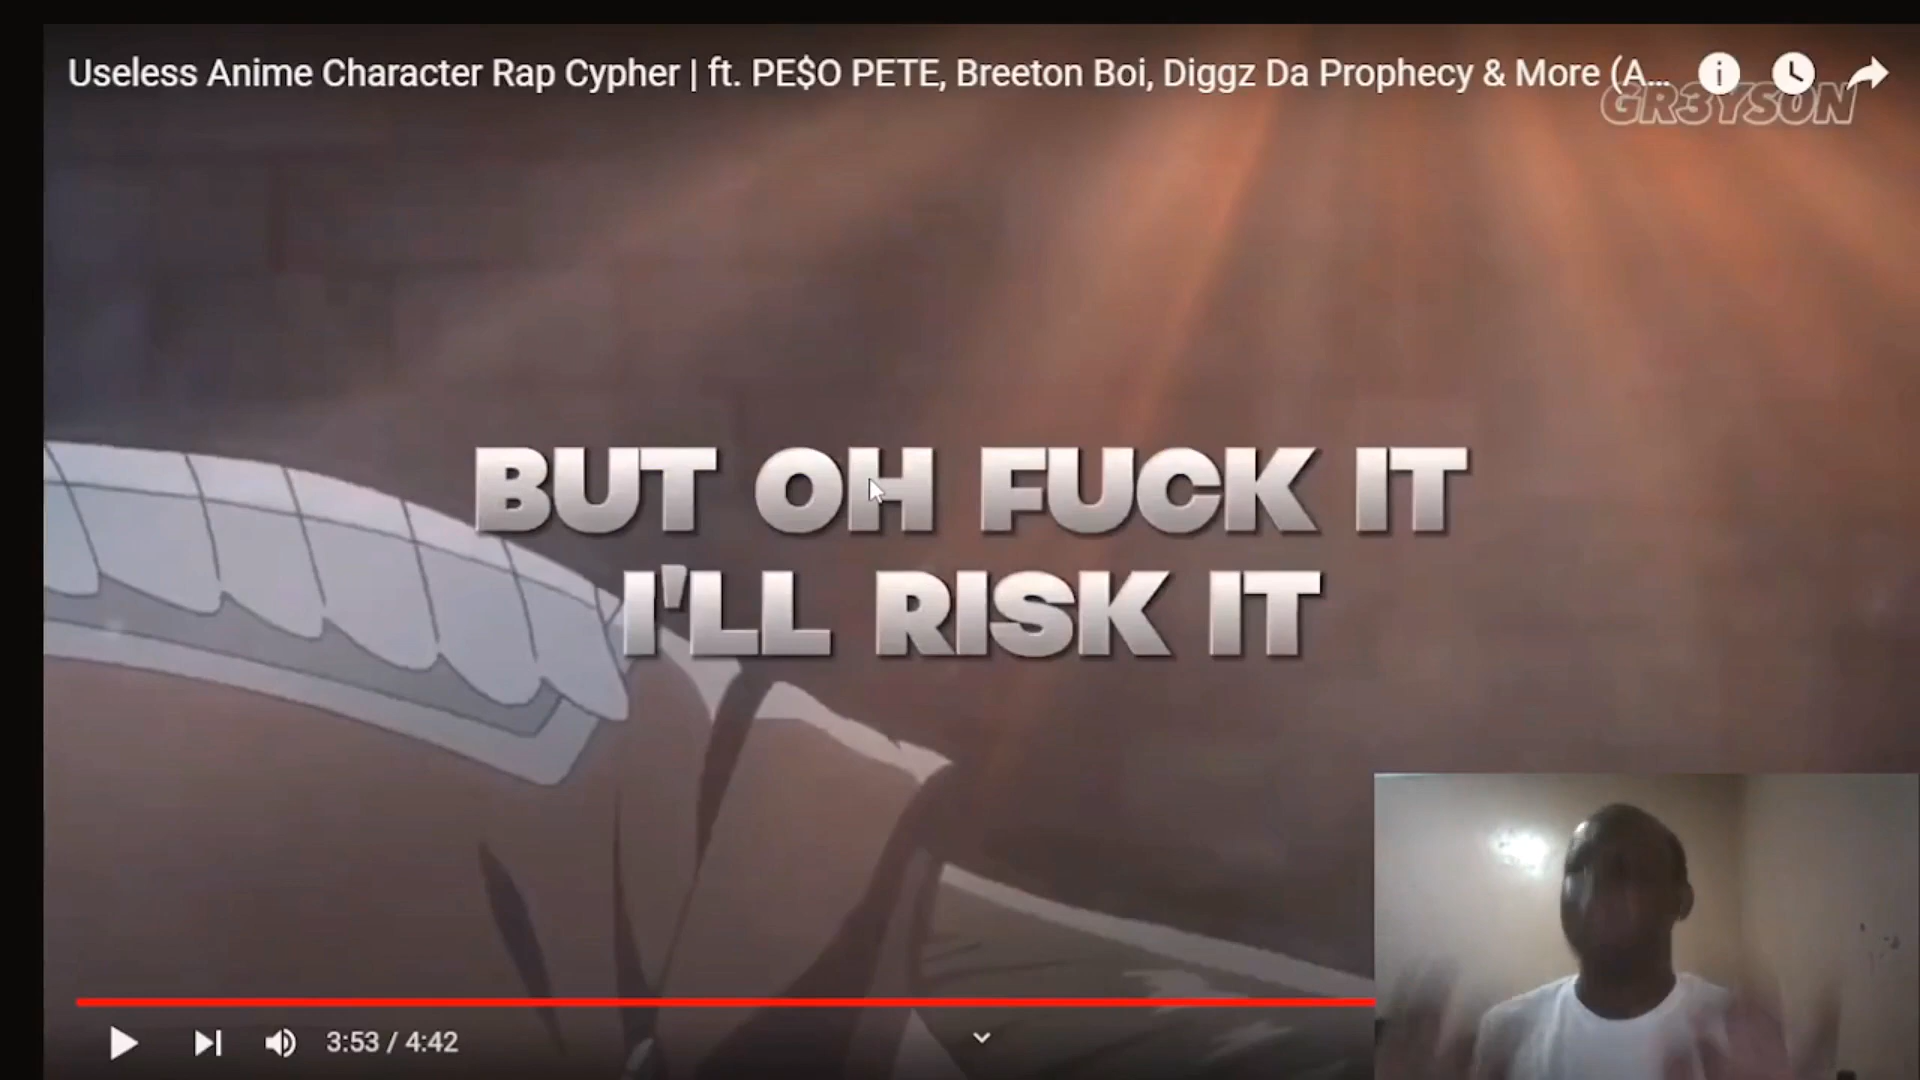 Useless Anime Character Rap Cypher | ft. PE$O PETE, Breeton Boi, Diggz Da Prophecy & More (A...
GR3YSON
BUT OH FUCK IT
I'LL RISK IT
3:53 / 4:42